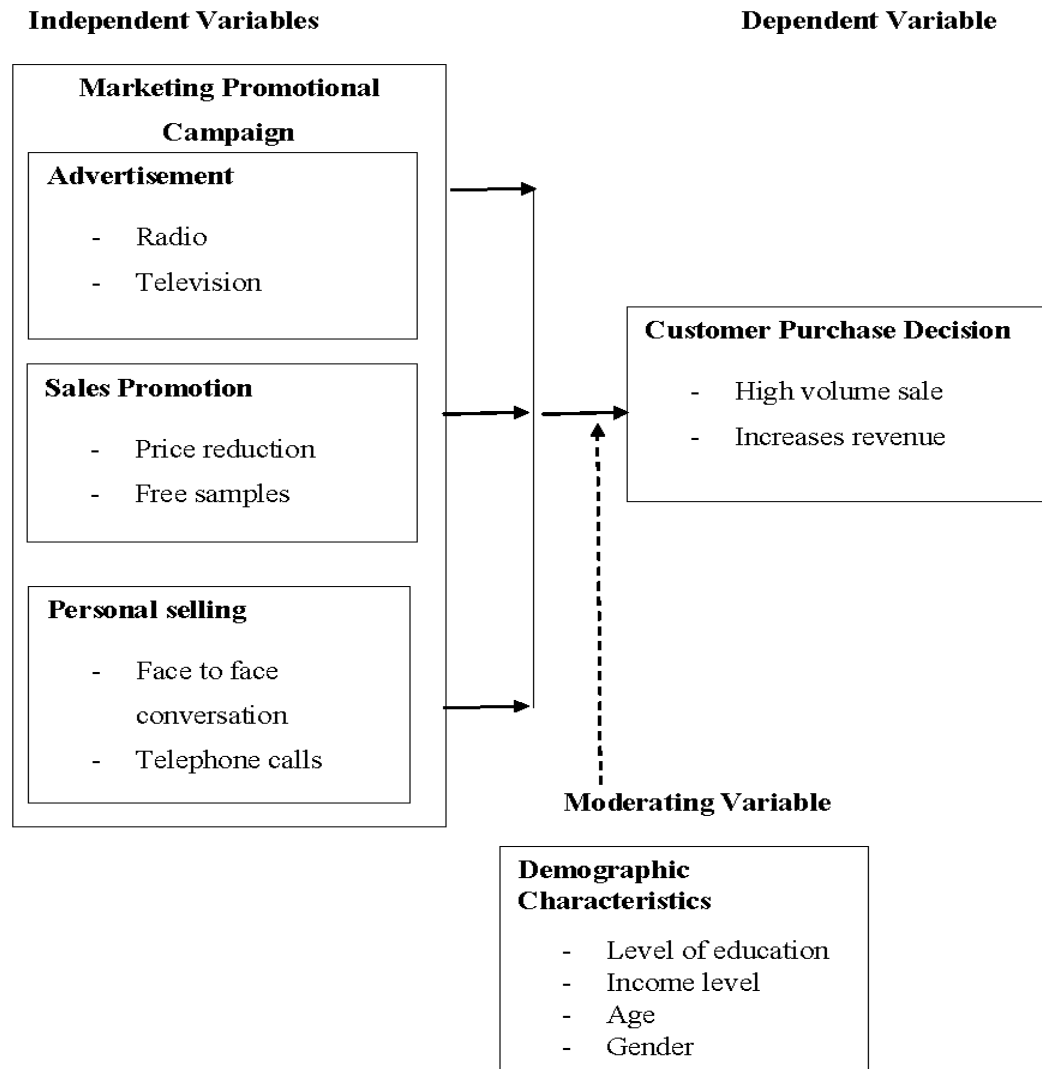 Independent Variables
Dependent Variable
Marketing Promotional
Campaign
Advertisement
- Radio
- Television
Sales Promotion
- Price reduction
- Free samples
Personal selling
- Face to face
conversation
- Telephone calls
Customer Purchase Decision
- High volume sale
- Increases revenue
Moderating Variable
Demographic
Characteristics
- Level of education
- Income level
- Age
- Gender